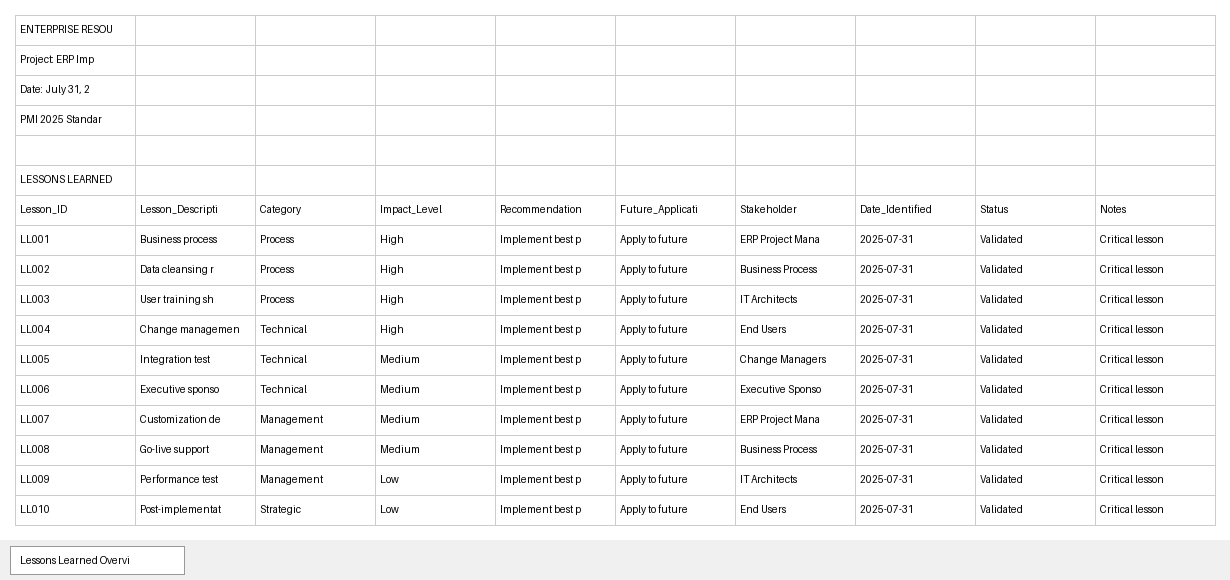 ENTERPRISE RESOU
Project: ERP Imp
Date: July 31, 2
PMI 2025 Standar
LESSONS LEARNED
Lesson_ID Lesson_Descripti Category Impact_Level Recommendation Future_Applicati Stakeholder Date_Identified Status Notes
LL001 Business process Process High Implement best p Apply to future ERP Project Mana 2025-07-31 Validated Critical lesson
LL002 Data cleansing r Process High Implement best p Apply to future Business Process 2025-07-31 Validated Critical lesson
LL003 User training sh Process High Implement best p Apply to future IT Architects 2025-07-31 Validated Critical lesson
LL004 Change managemen Technical High Implement best p Apply to future End Users 2025-07-31 Validated Critical lesson
LL005 Integration test Technical Medium Implement best p Apply to future Change Managers 2025-07-31 Validated Critical lesson
LL006 Executive sponso Technical Medium Implement best p Apply to future Executive Sponso 2025-07-31 Validated Critical lesson
LL007 Customization de Management Medium Implement best p Apply to future ERP Project Mana 2025-07-31 Validated Critical lesson
LL008 Go-live support Management Medium Implement best p Apply to future Business Process 2025-07-31 Validated Critical lesson
LL009 Performance test Management Low Implement best p Apply to future IT Architects 2025-07-31 Validated Critical lesson
LL010 Post-implementat Strategic Low Implement best p Apply to future End Users 2025-07-31 Validated Critical lesson
Lessons Learned Overvi